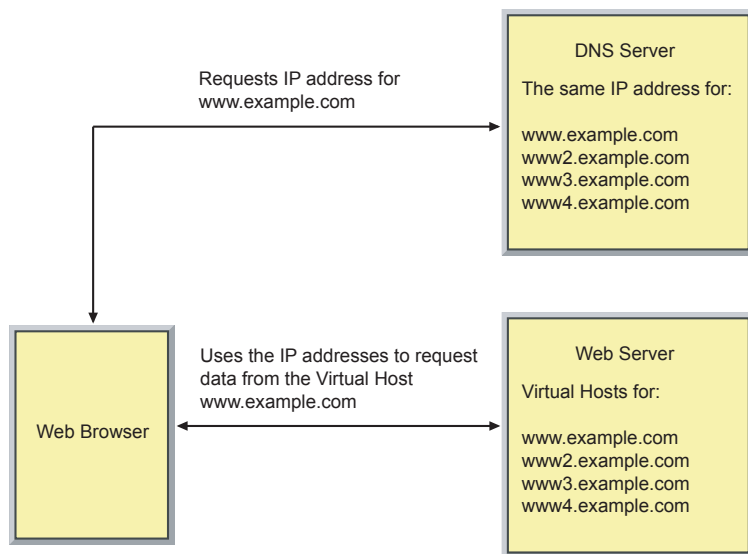 DNS Server
The same IP address for:
www.example.com
www2.example.com
www3.example.com
www4.example.com
Requests IP address for
www.example.com
Web Browser
Uses the IP addresses to request
data from the Virtual Host
www.example.com
Web Server
Virtual Hosts for:
www.example.com
www2.example.com
www3.example.com
www4.example.com